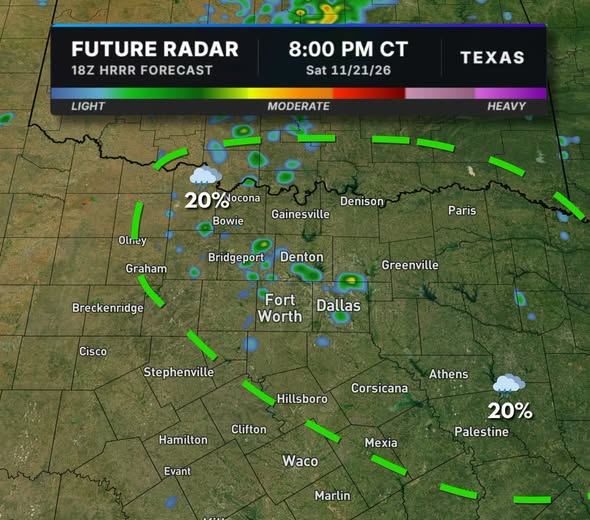 FUTURE RADAR
18Z HRRR FORECAST
8:00 PM CT
Sat 11/21/26
TEXAS
LIGHT
MODERATE
HEAVY
20%
Nocona
Denison
Bowie
Gainesville
Paris
Olney
Bridgeport
Denton
Graham
Greenville
Fort
Worth
Dallas
Breckenridge
Cisco
Stephenville
Athens
Corsicana
Hillsboro
20%
Clifton
Palestine
Hamilton
Mexia
Waco
Evant
Marlin